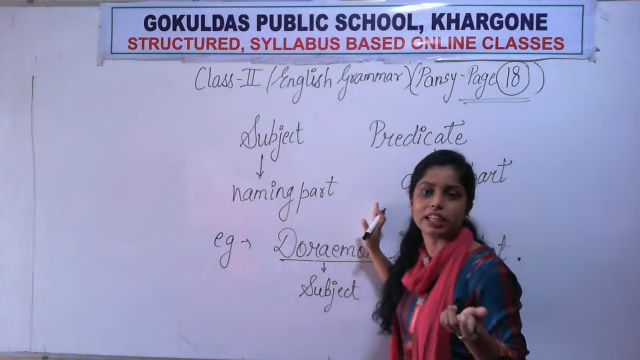 GOKULDAS PUBLIC SCHOOL, KHARGONE
STRUCTURED, SYLLABUS BASED ONLINE CLASSES
Class-II (English Grammar) (Pansy-Page 18)
Subject Predicate
naming part
eg → Doraemon
Subject